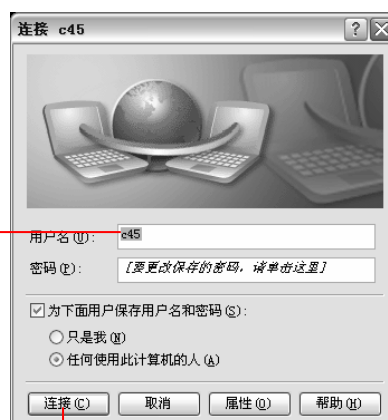 连接 c45
用户名(U): c45
密码(P): [要更改保存的密码，请单击这里]
为下面用户保存用户名和密码(S):
只是我(N)
任何使用此计算机的人(A)
连接(C) 取消 属性(O) 帮助(H)